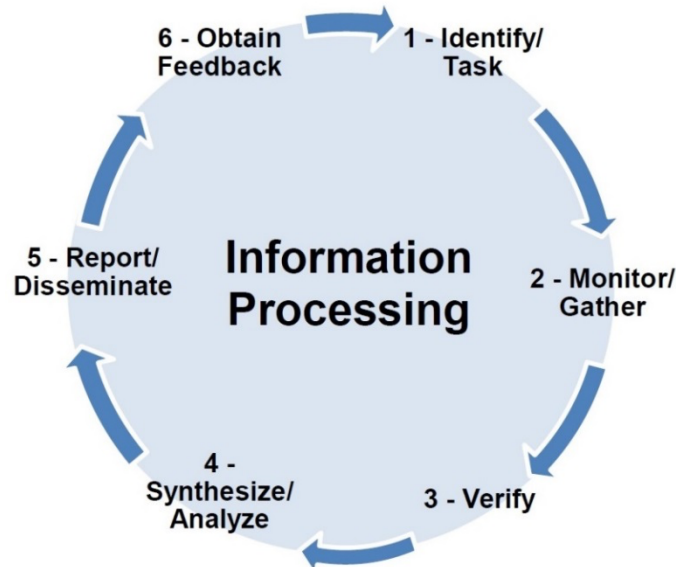 6 - Obtain
Feedback
1 - Identify/
Task
5 - Report/
Disseminate
Information
Processing
2 - Monitor/
Gather
4 -
Synthesize/
Analyze
3 - Verify